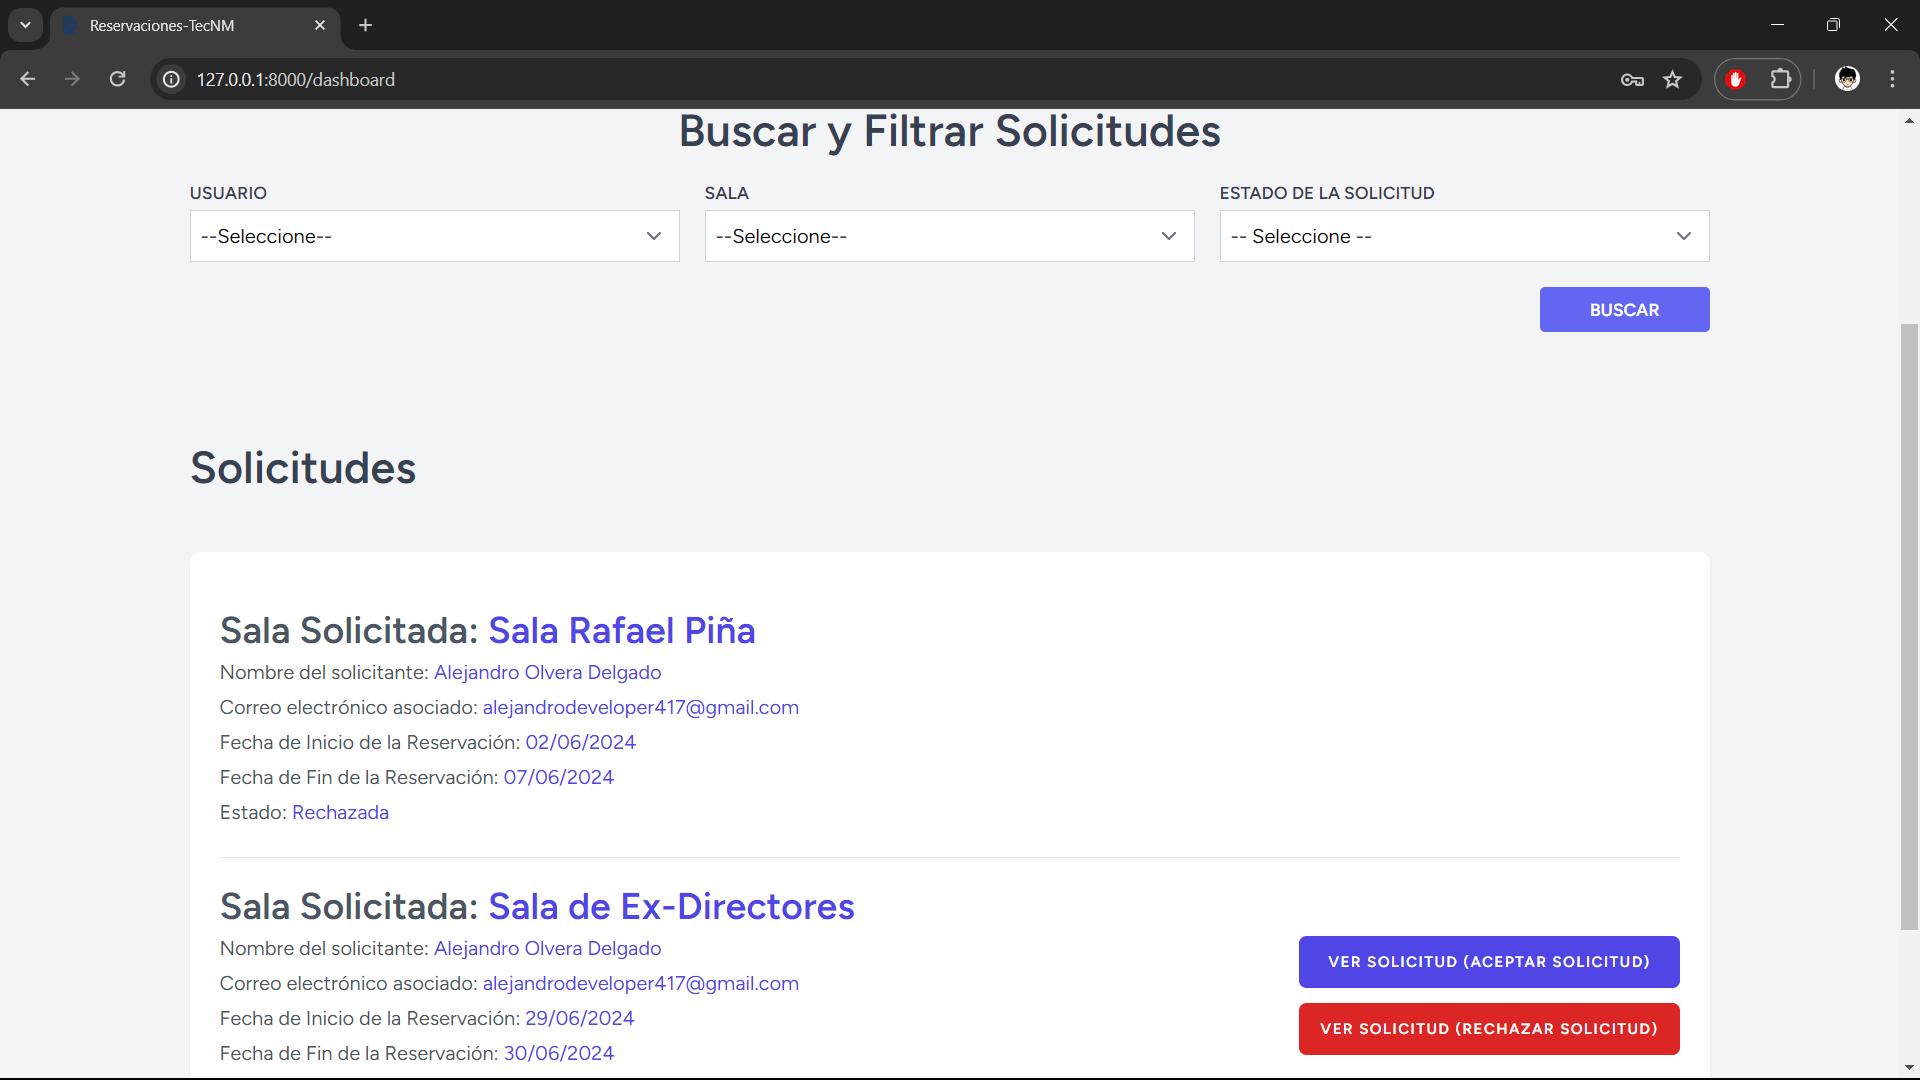 Reservaciones-TecNM
127.0.0.1:8000/dashboard
Buscar y Filtrar Solicitudes
USUARIO
SALA
ESTADO DE LA SOLICITUD
--Seleccione--
--Seleccione--
-- Seleccione --
BUSCAR
Solicitudes
Sala Solicitada: Sala Rafael Piña
Nombre del solicitante: Alejandro Olvera Delgado
Correo electrónico asociado: alejandrodeveloper417@gmail.com
Fecha de Inicio de la Reservación: 02/06/2024
Fecha de Fin de la Reservación: 07/06/2024
Estado: Rechazada
Sala Solicitada: Sala de Ex-Directores
Nombre del solicitante: Alejandro Olvera Delgado
Correo electrónico asociado: alejandrodeveloper417@gmail.com
Fecha de Inicio de la Reservación: 29/06/2024
Fecha de Fin de la Reservación: 30/06/2024
VER SOLICITUD (ACEPTAR SOLICITUD)
VER SOLICITUD (RECHAZAR SOLICITUD)